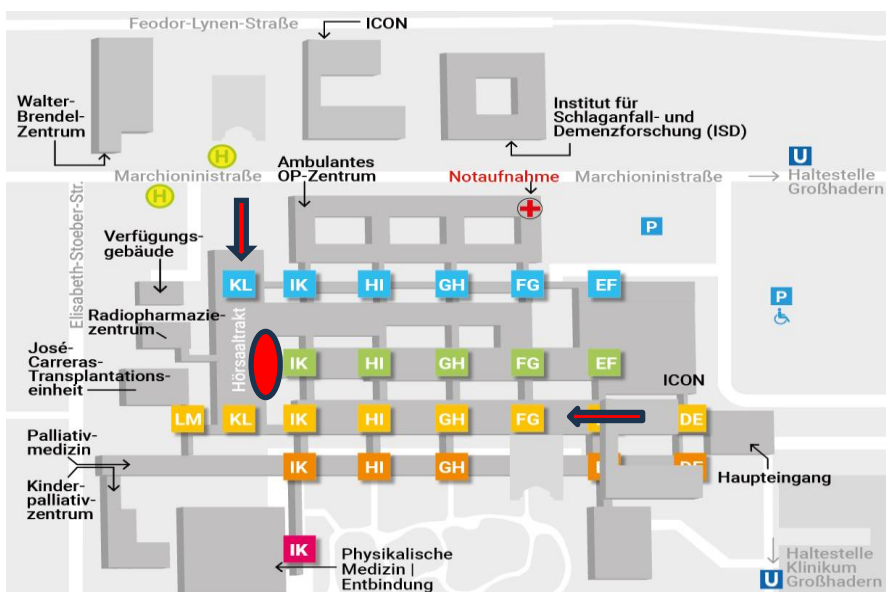 Feodor-Lynen-Straße
ICON
Walter-
Brendel-
Zentrum
Institut für
Schlaganfall- und
Demenzforschung (ISD)
H
U
Ambulantes
OP-Zentrum
Marchioninistraße
Notaufnahme
Marchioninistraße
Haltestelle
Großhadern
H
Elisabeth-Stoeber-Str.
P
Verfügungs-
gebäude
KL IK HI GH FG EF
P
Radiopharmazie-
zentrum
Hörsaaltrakt
José-
Carreras-
Transplantations-
einheit
IK HI GH FG EF
ICON
LM KL IK HI GH FG DE
Palliativ-
medizin
IK HI GH
Haupteingang
Kinder-
palliativ-
zentrum
IK
Physikalische
Medizin |
Entbindung
Haltestelle
Klinikum
Großhadern
U